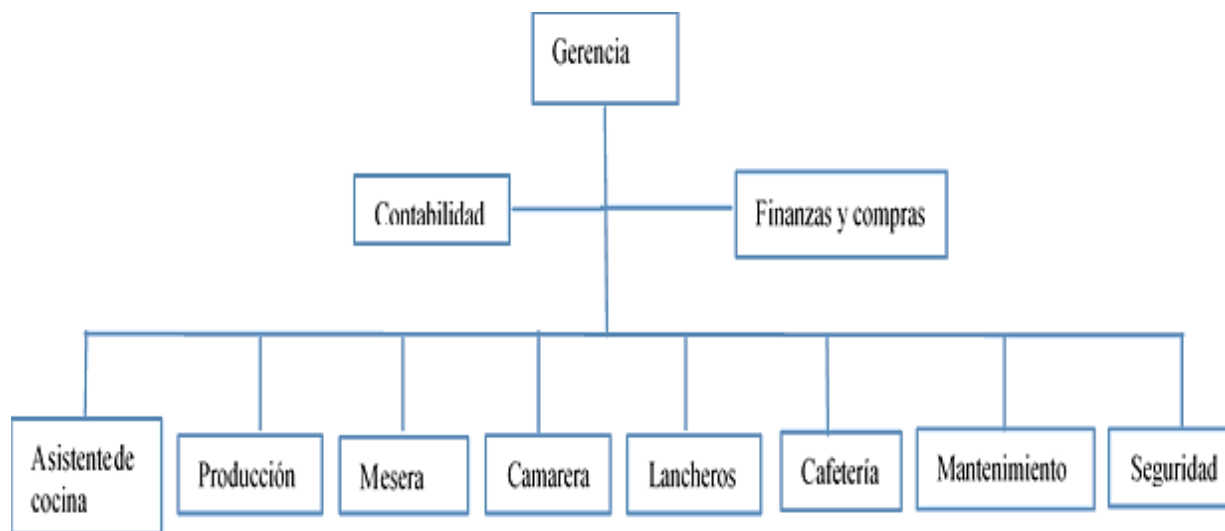 Gerencia
Contabilidad
Finanzas y compras
Asistente de
cocina
Producción
Mesera
Camarera
Lancheros
Cafetería
Mantenimiento
Seguridad